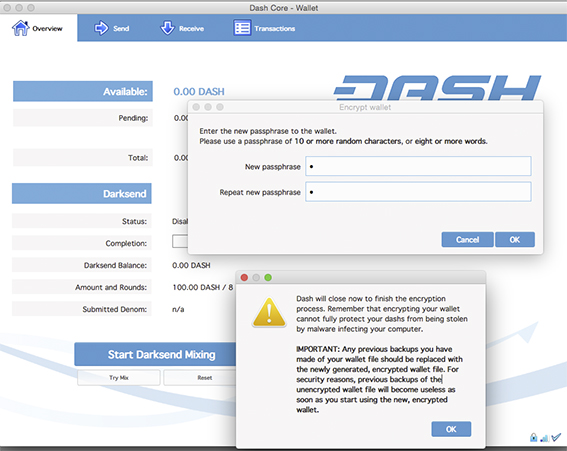 Dash Core - Wallet
Overview
Send
Receive
Transactions
Available:
0.00 DASH
DASH
Pending:
0.00
Total:
0.00
Encrypt wallet
Enter the new passphrase to the wallet.
Please use a passphrase of 10 or more random characters, or eight or more words.
New passphrase
Repeat new passphrase
Cancel
OK
Darksend
Status:
Completion:
Darksend Balance:
0.00 DASH
Amount and Rounds:
100.00 DASH / 8
Submitted Denom:
n/a
Start Darksend Mixing
Try Mix
Reset
Dash will close now to finish the encryption
process. Remember that encrypting your wallet
cannot fully protect your dashs from being stolen
by malware infecting your computer.
IMPORTANT: Any previous backups you have
made of your wallet file should be replaced with
the newly generated, encrypted wallet file. For
security reasons, previous backups of the
unencrypted wallet file will become useless as
soon as you start using the new, encrypted
wallet.
OK